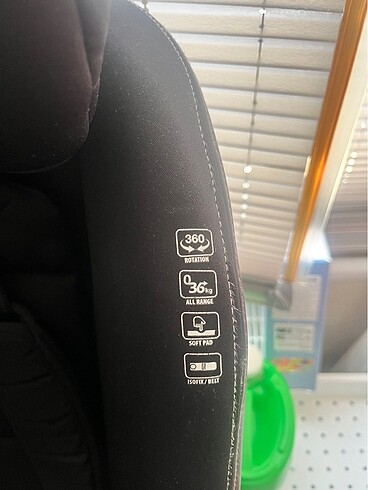 360
ROTATION
0-36kg
ALL RANGE
SOFT PAD
ISOFIX/ BELT